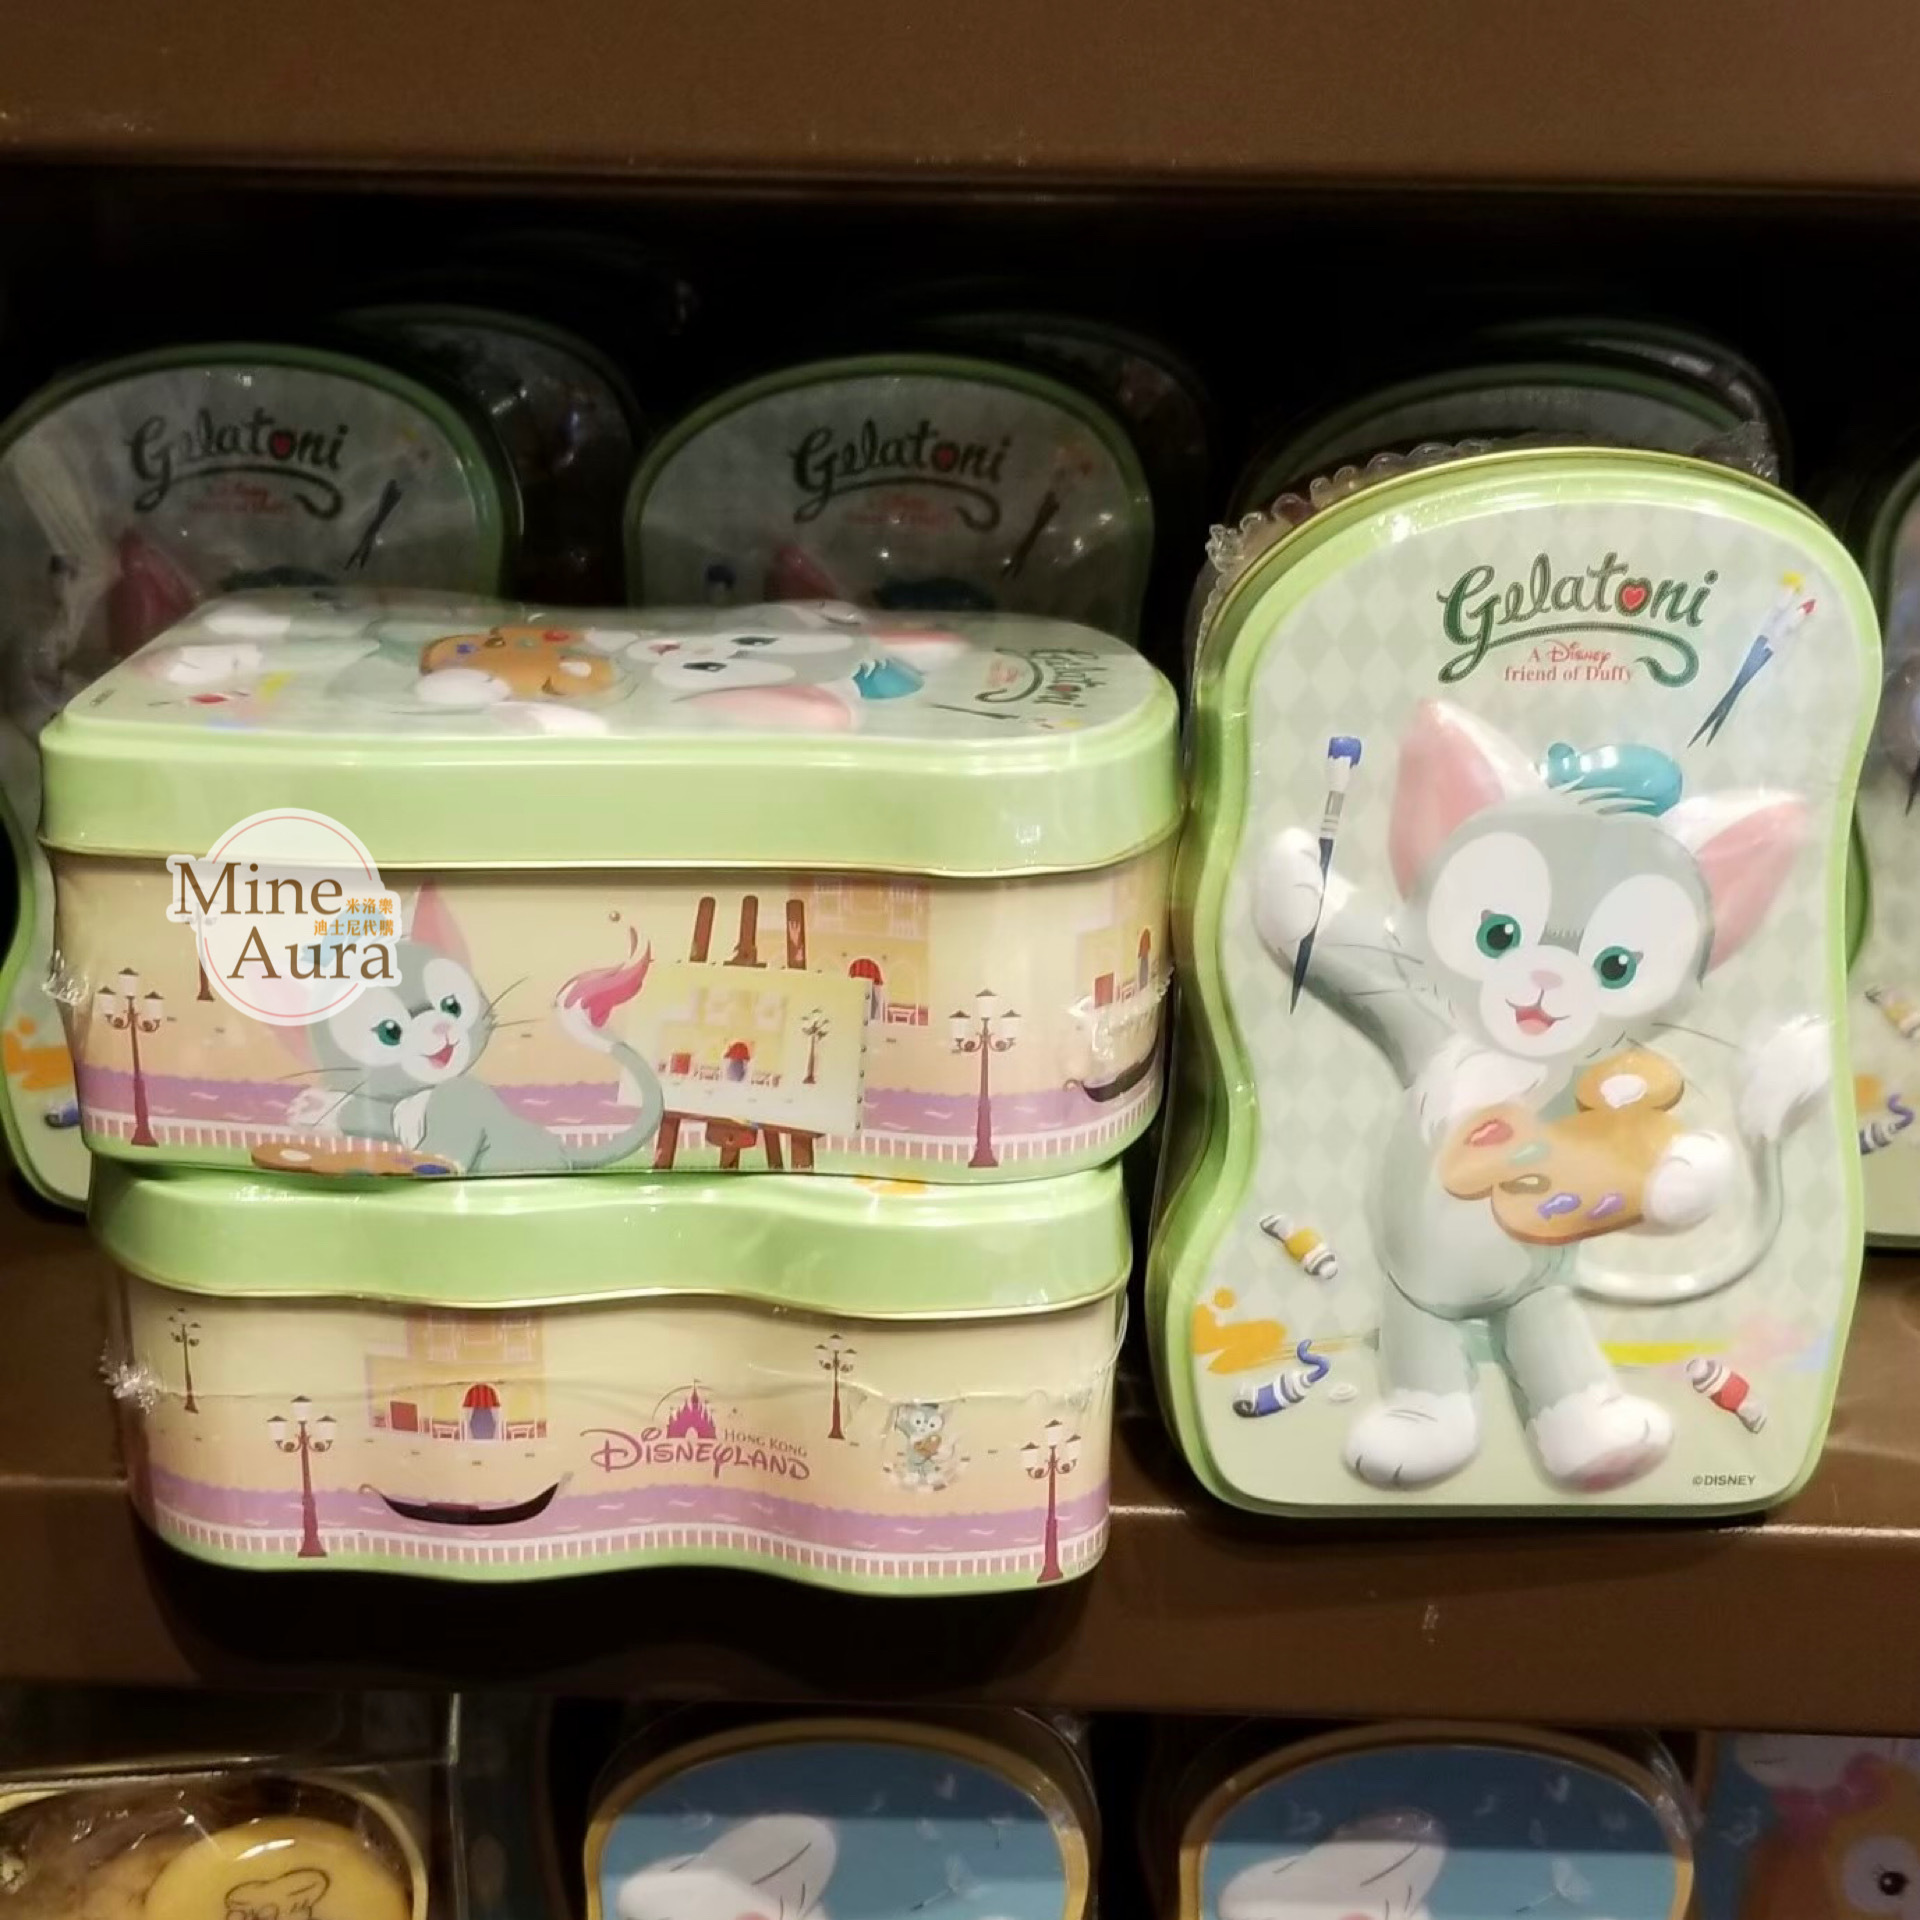 Gelatoni
Gelatoni
Gelatoni
A Disney
friend of Duffy
Mine
米洛樂
迪士尼代購
Aura
HONG KONG
DISNEYLAND
©DISNEY